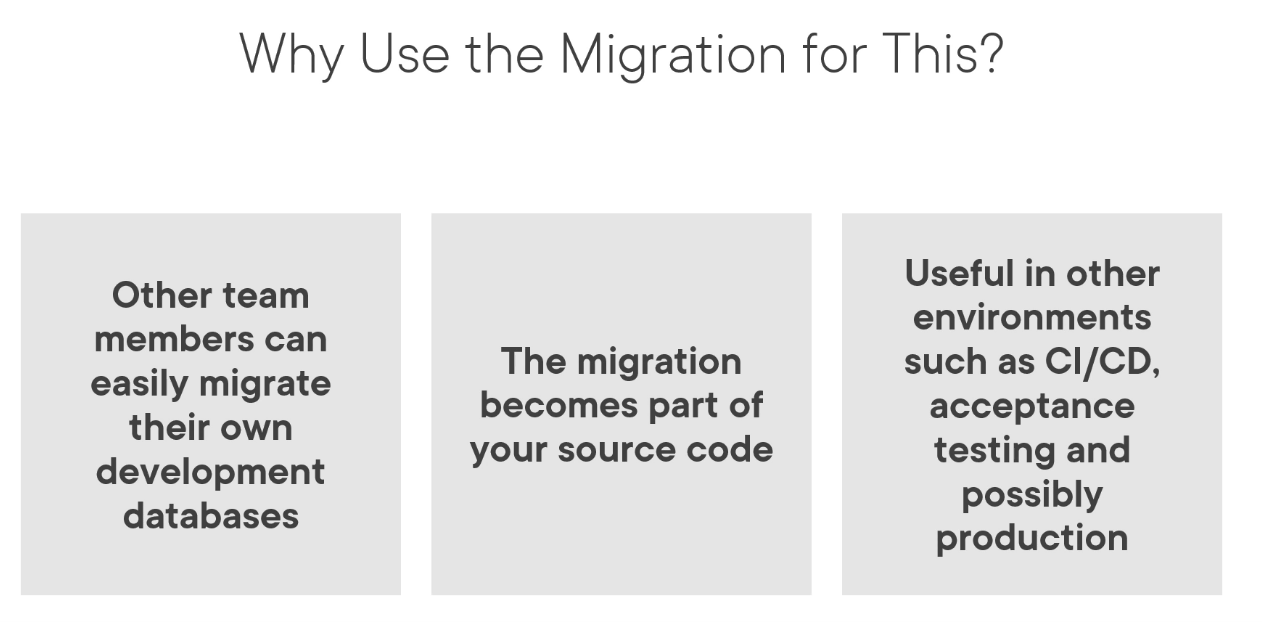 Why Use the Migration for This?
Other team
members can
easily migrate
their own
development
databases
The migration
becomes part of
your source code
Useful in other
environments
such as CI/CD,
acceptance
testing and
possibly
production